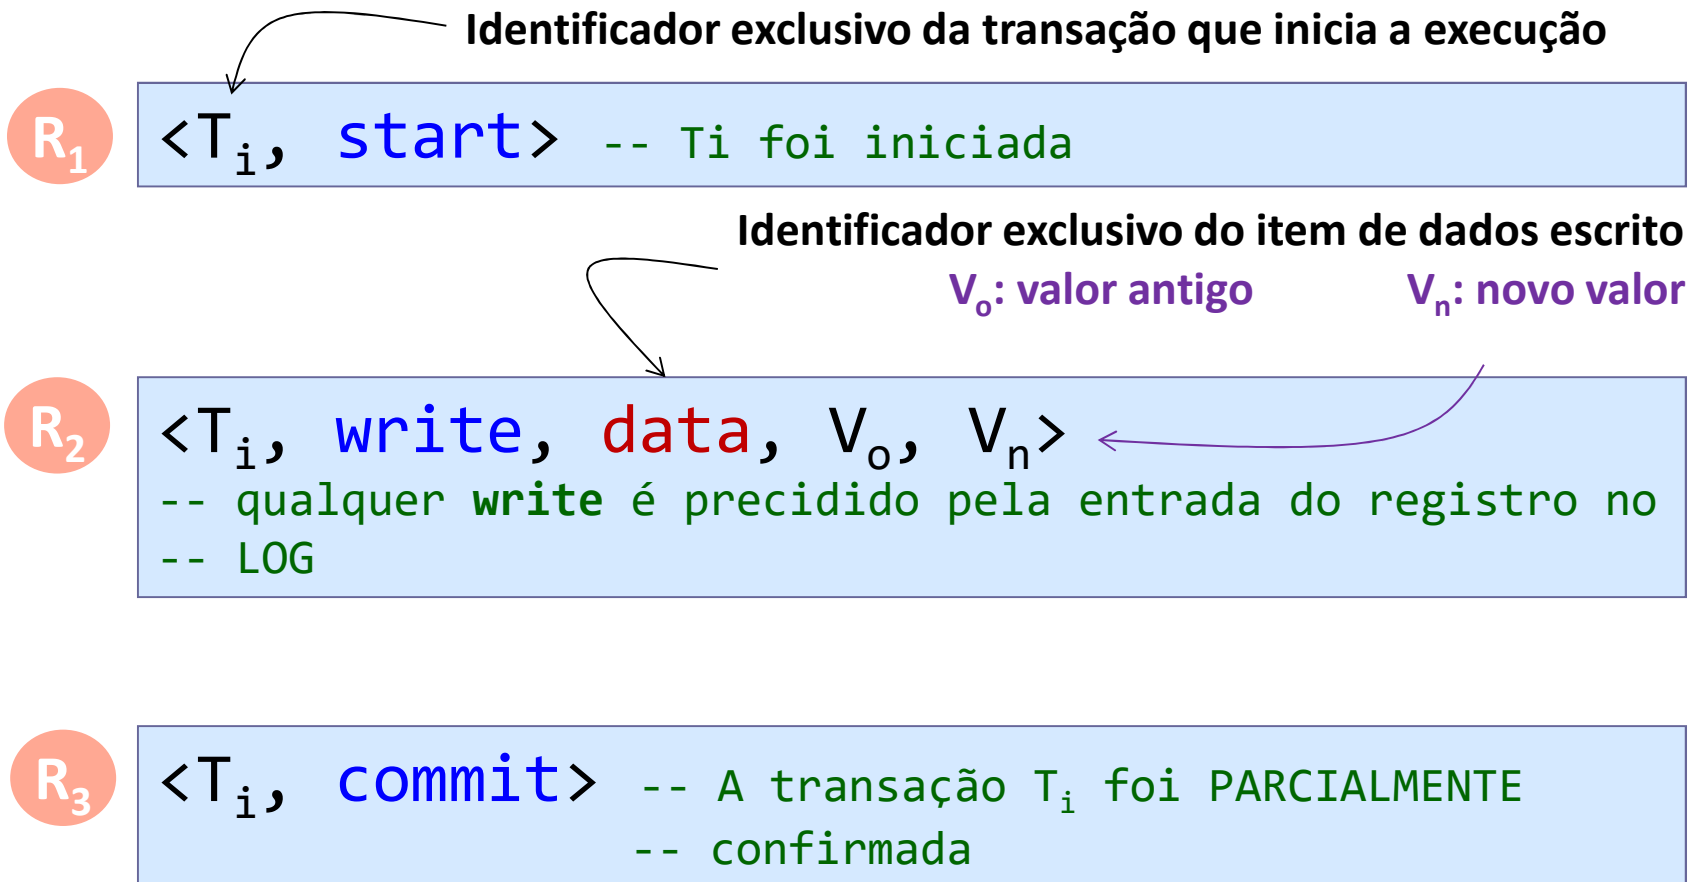 Identificador exclusivo da transação que inicia a execução
R1 <Ti, start> -- Ti foi iniciada
Identificador exclusivo do item de dados escrito
Vo: valor antigo Vn: novo valor
R2 <Ti, write, data, Vo, Vn>
-- qualquer write é precidido pela entrada do registro no
-- LOG
R3 <Ti, commit> -- A transação Ti foi PARCIALMENTE
-- confirmada